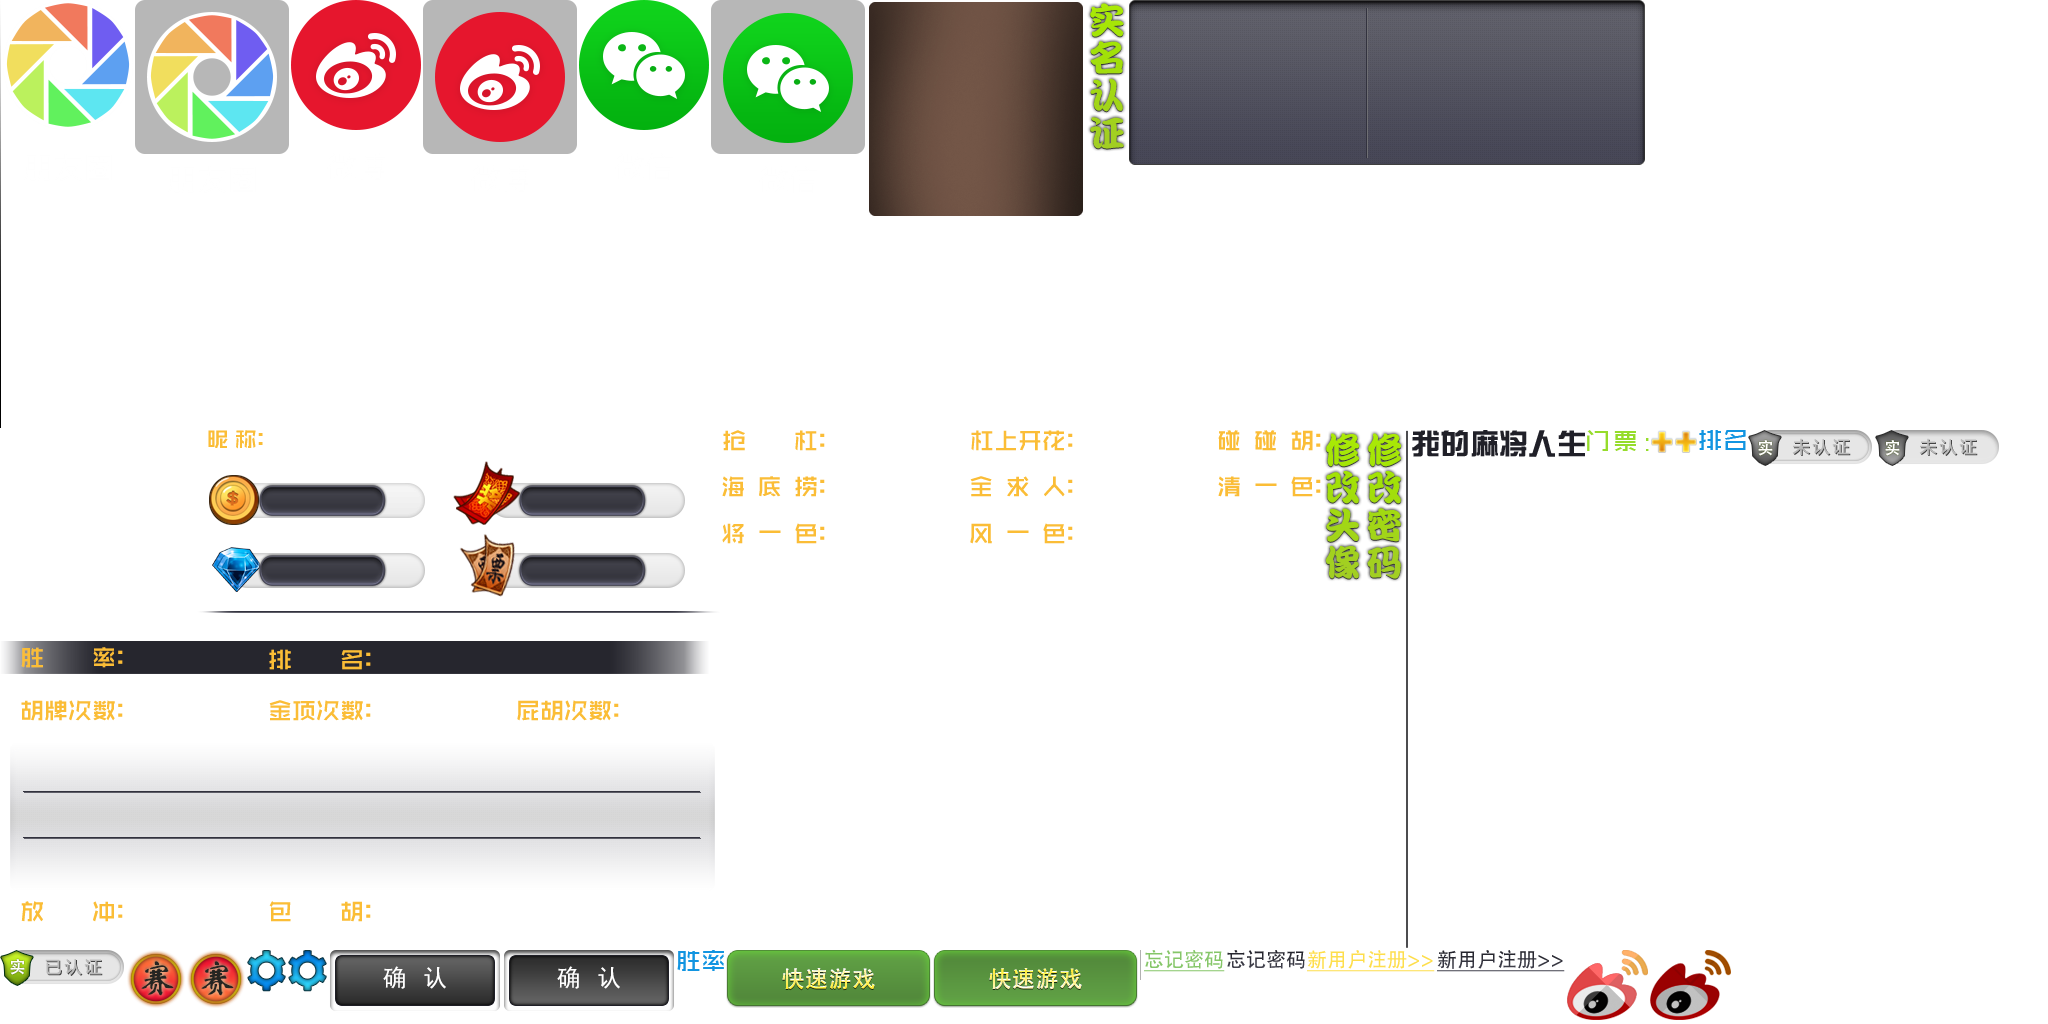 实名认证
昵 称:
抢 杠:
杠上开花:
碰 碰 胡:
海 底 捞:
全 求 人:
清 一 色:
将 一 色:
风 一 色:
修改头像
修改密码
我的麻将人生
门票:
排名
实 未认证
实 未认证
票
胜 率:
排 名:
胡牌次数:
金顶次数:
屁胡次数:
放 冲:
包 胡:
实 已认证
赛
赛
确 认
确 认
胜率
快速游戏
快速游戏
忘记密码
忘记密码
新用户注册>>
新用户注册>>